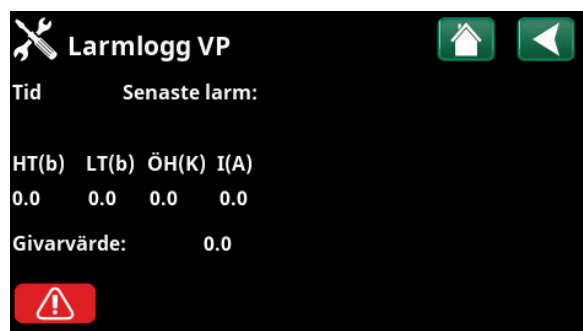 Larmlogg VP
Tid Senaste larm:
HT(b) LT(b) ÖH(K) I(A)
0.0 0.0 0.0 0.0
Givarvärde: 0.0